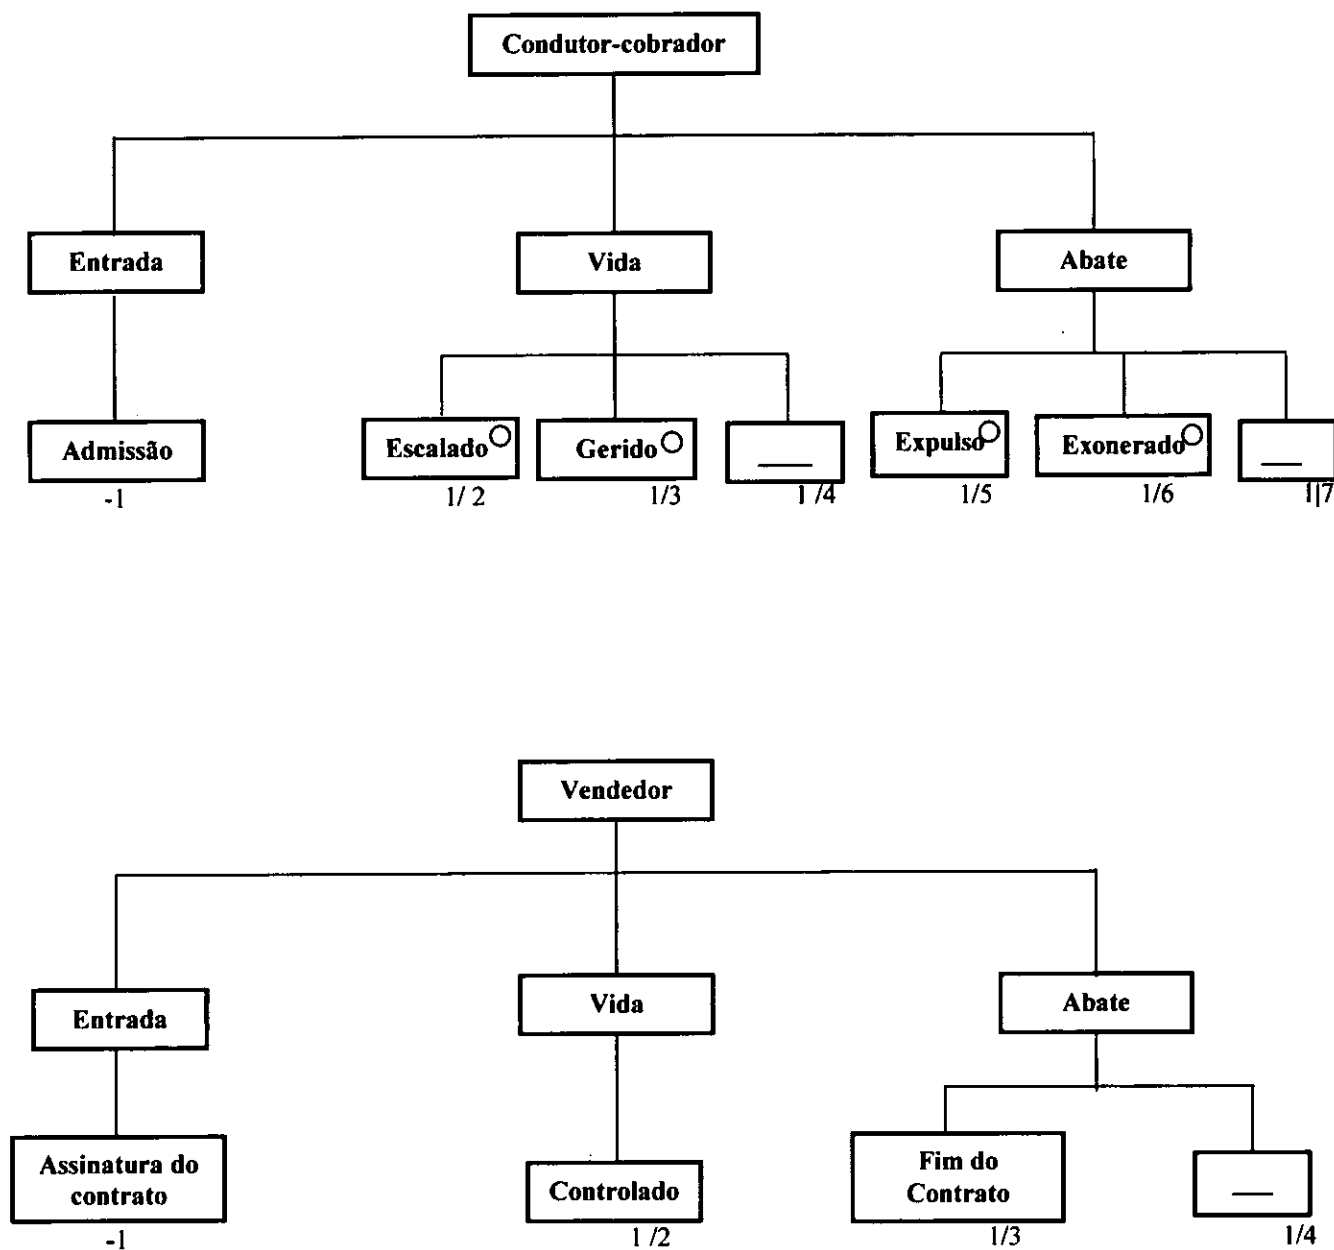 Condutor-cobrador
Entrada
Vida
Abate
Admissão
Escalado
Gerido
Expulso
Exonerado
-1
1/ 2
1/3
1 /4
1/5
1/6
1|7
Vendedor
Entrada
Vida
Abate
Assinatura do
contrato
Controlado
Fim do
Contrato
-1
1 /2
1/3
1/4